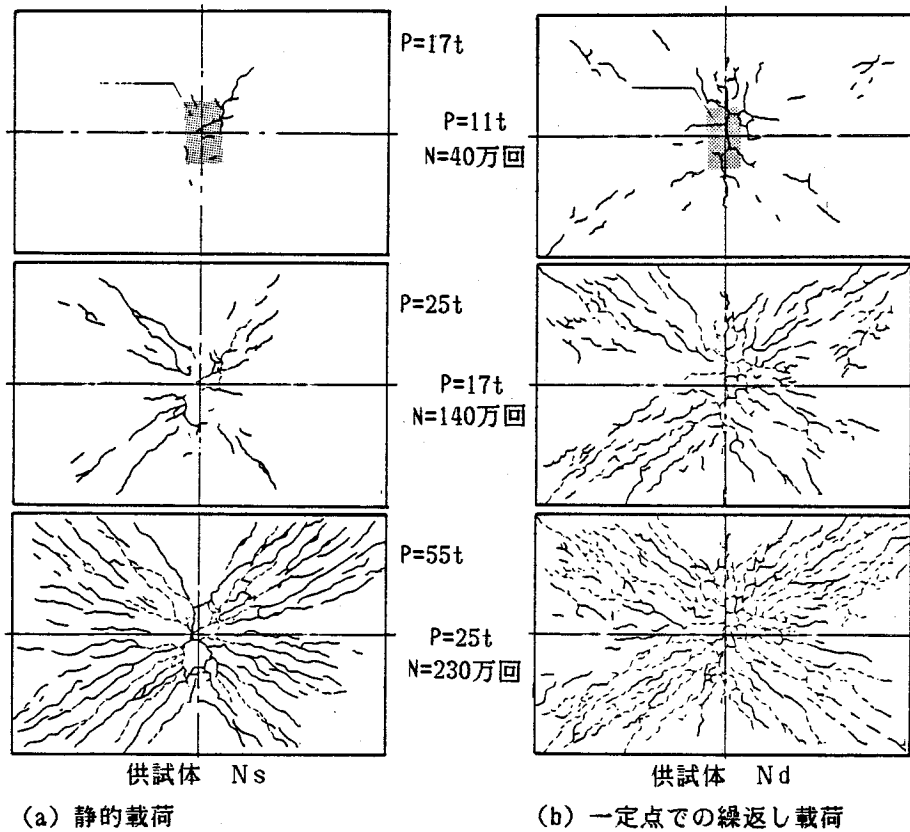 P=17t
P=11t
N=40万回
P=25t
P=17t
N=140万回
P=55t
P=25t
N=230万回
供試体 Ns
供試体 Nd
(a) 静的載荷
(b) 一定点での繰返し載荷